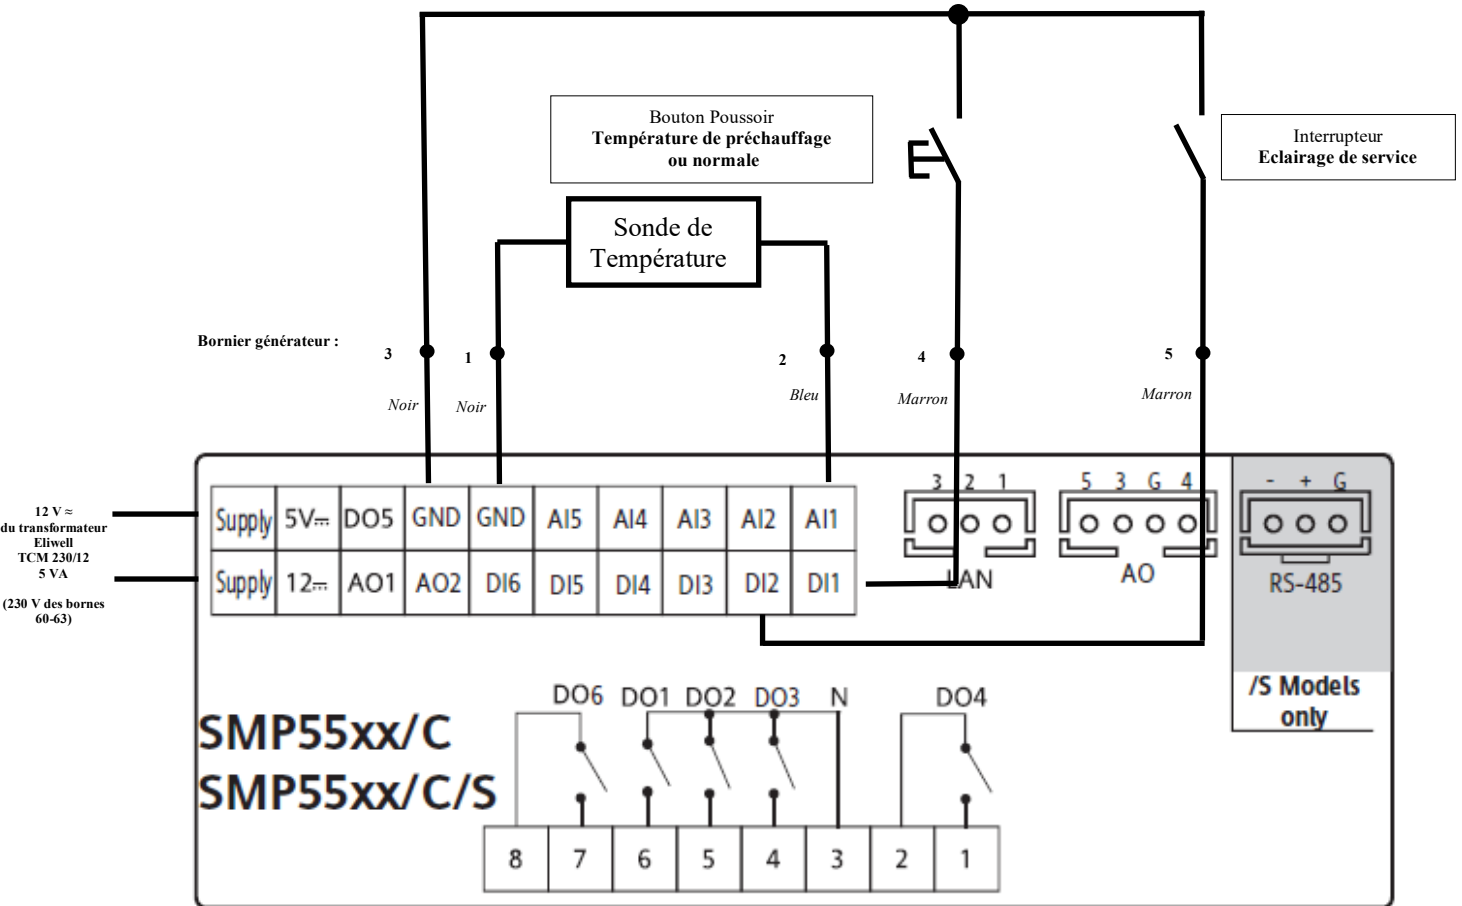 Bouton Poussoir
Température de préchauffage
ou normale
Interrupteur
Eclairage de service
Sonde de
Température
Bornier générateur :
3
1
2
4
5
Noir
Noir
Bleu
Marron
Marron
12 V ≈
du transformateur
Eliwell
TCM 230/12
5 VA
(230 V des bornes
60-63)
Supply 5V⎓ DO5 GND GND AI5 AI4 AI3 AI2 AI1
Supply 12⎓ AO1 AO2 DI6 DI5 DI4 DI3 DI2 DI1
3 2 1
LAN
5 3 G 4
AO
- + G
RS-485
/S Models
only
SMP55xx/C
SMP55xx/C/S
DO6 DO1 DO2 DO3 N DO4
8 7 6 5 4 3 2 1